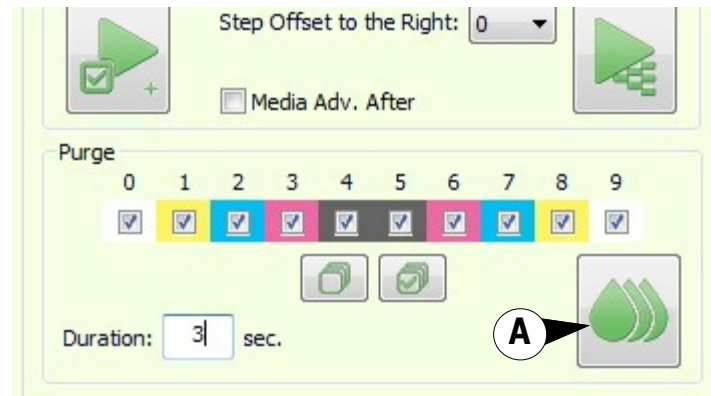 Step Offset to the Right: 0
Media Adv. After
Purge
0 1 2 3 4 5 6 7 8 9
Duration: 3 sec.
A